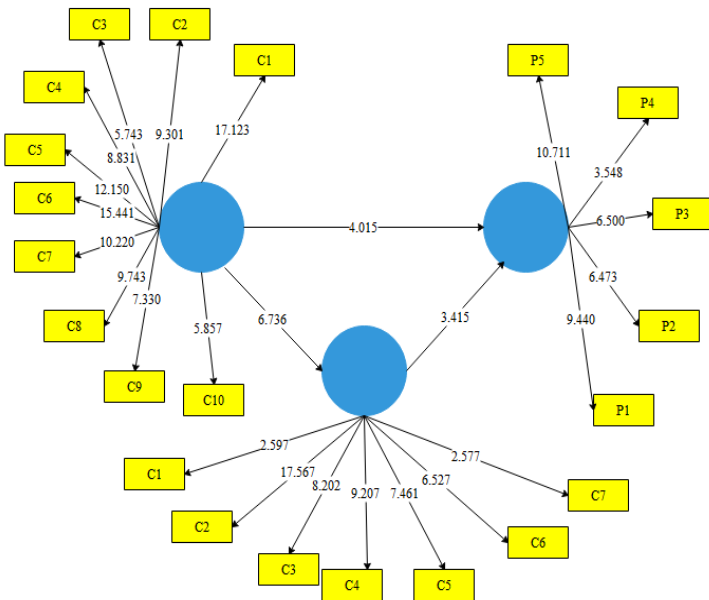 C3
C2
C1
P5
C4
P4
5.743
9.301
17.123
C5
8.831
10.711
3.548
12.150
C6
15.441
6.500
P3
4.015
C7
10.220
9.743
6.473
7.330
C8
5.857
6.736
3.415
9.440
P2
C9
C10
P1
2.597
2.577
C1
17.567
8.202
9.207
7.461
6.527
C7
C2
C6
C3
C4
C5